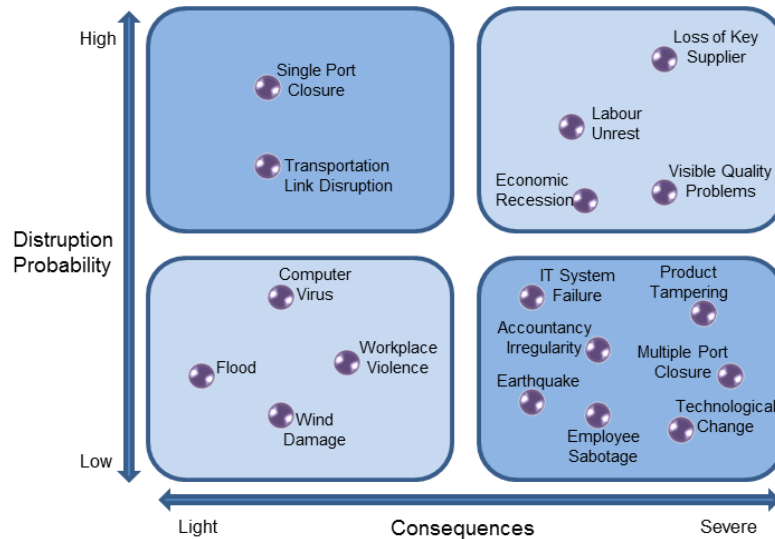 High
Single Port
Closure
Transportation
Link Disruption
Loss of Key
Supplier
Labour
Unrest
Economic
Recession
Visible Quality
Problems
Distruption
Probability
Computer
Virus
Flood
Workplace
Violence
Wind
Damage
IT System
Failure
Product
Tampering
Accountancy
Irregularity
Multiple Port
Closure
Earthquake
Employee
Sabotage
Technological
Change
Low
Light
Consequences
Severe